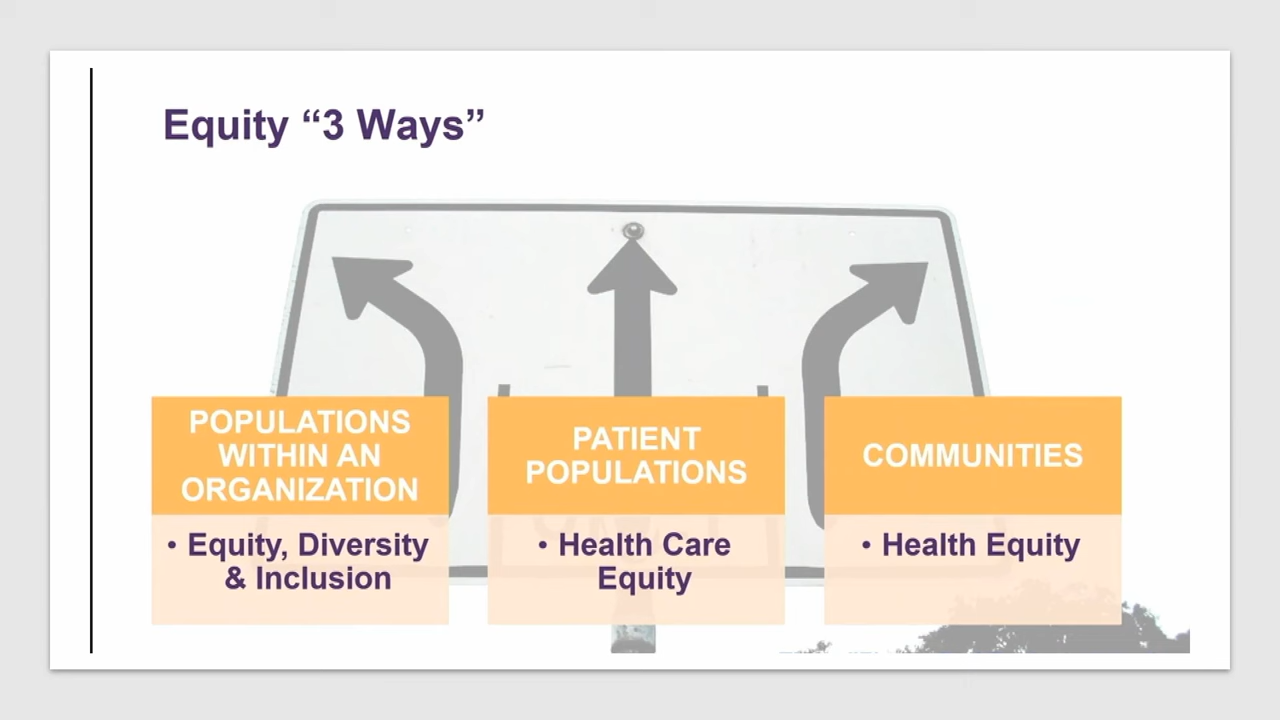 Equity “3 Ways”
POPULATIONS
WITHIN AN
ORGANIZATION
• Equity, Diversity
& Inclusion
PATIENT
POPULATIONS
• Health Care
Equity
COMMUNITIES
• Health Equity